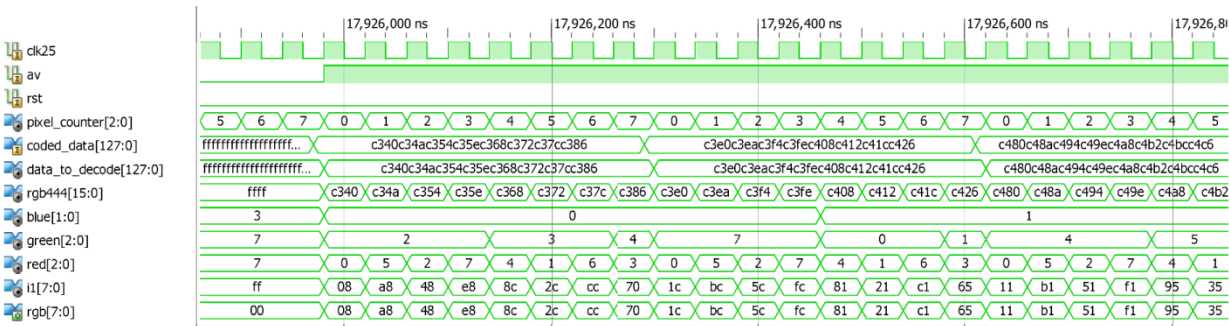 17,926,000 ns 17,926,200 ns 17,926,400 ns 17,926,600 ns 17,926,8
clk25
av
rst
pixel_counter[2:0] 5 6 7 0 1 2 3 4 5 6 7 0 1 2 3 4 5 6 7 0 1 2 3 4 5
coded_data[127:0] fffffffffffffffffff... c340c34ac354c35ec368c372c37cc386 c3e0c3eac3f4c3fec408c412c41cc426 c480c48ac494c49ec4a8c4b2c4bcc4c6
data_to_decode[127:0] fffffffffffffffffff... c340c34ac354c35ec368c372c37cc386 c3e0c3eac3f4c3fec408c412c41cc426 c480c48ac494c49ec4a8c4b2c4bcc4c6
rgb444[15:0] ffff c340 c34a c354 c35e c368 c372 c37c c386 c3e0 c3ea c3f4 c3fe c408 c412 c41c c426 c480 c48a c494 c49e c4a8 c4b2
blue[1:0] 3 0 1
green[2:0] 7 2 3 4 7 0 1 4 5
red[2:0] 7 0 5 2 7 4 1 6 3 0 5 2 7 4 1 6 3 0 5 2 7 4 1
i1[7:0] ff 08 a8 48 e8 8c 2c cc 70 1c bc 5c fc 81 21 c1 65 11 b1 51 f1 95 35
rgb[7:0] 00 08 a8 48 e8 8c 2c cc 70 1c bc 5c fc 81 21 c1 65 11 b1 51 f1 95 35